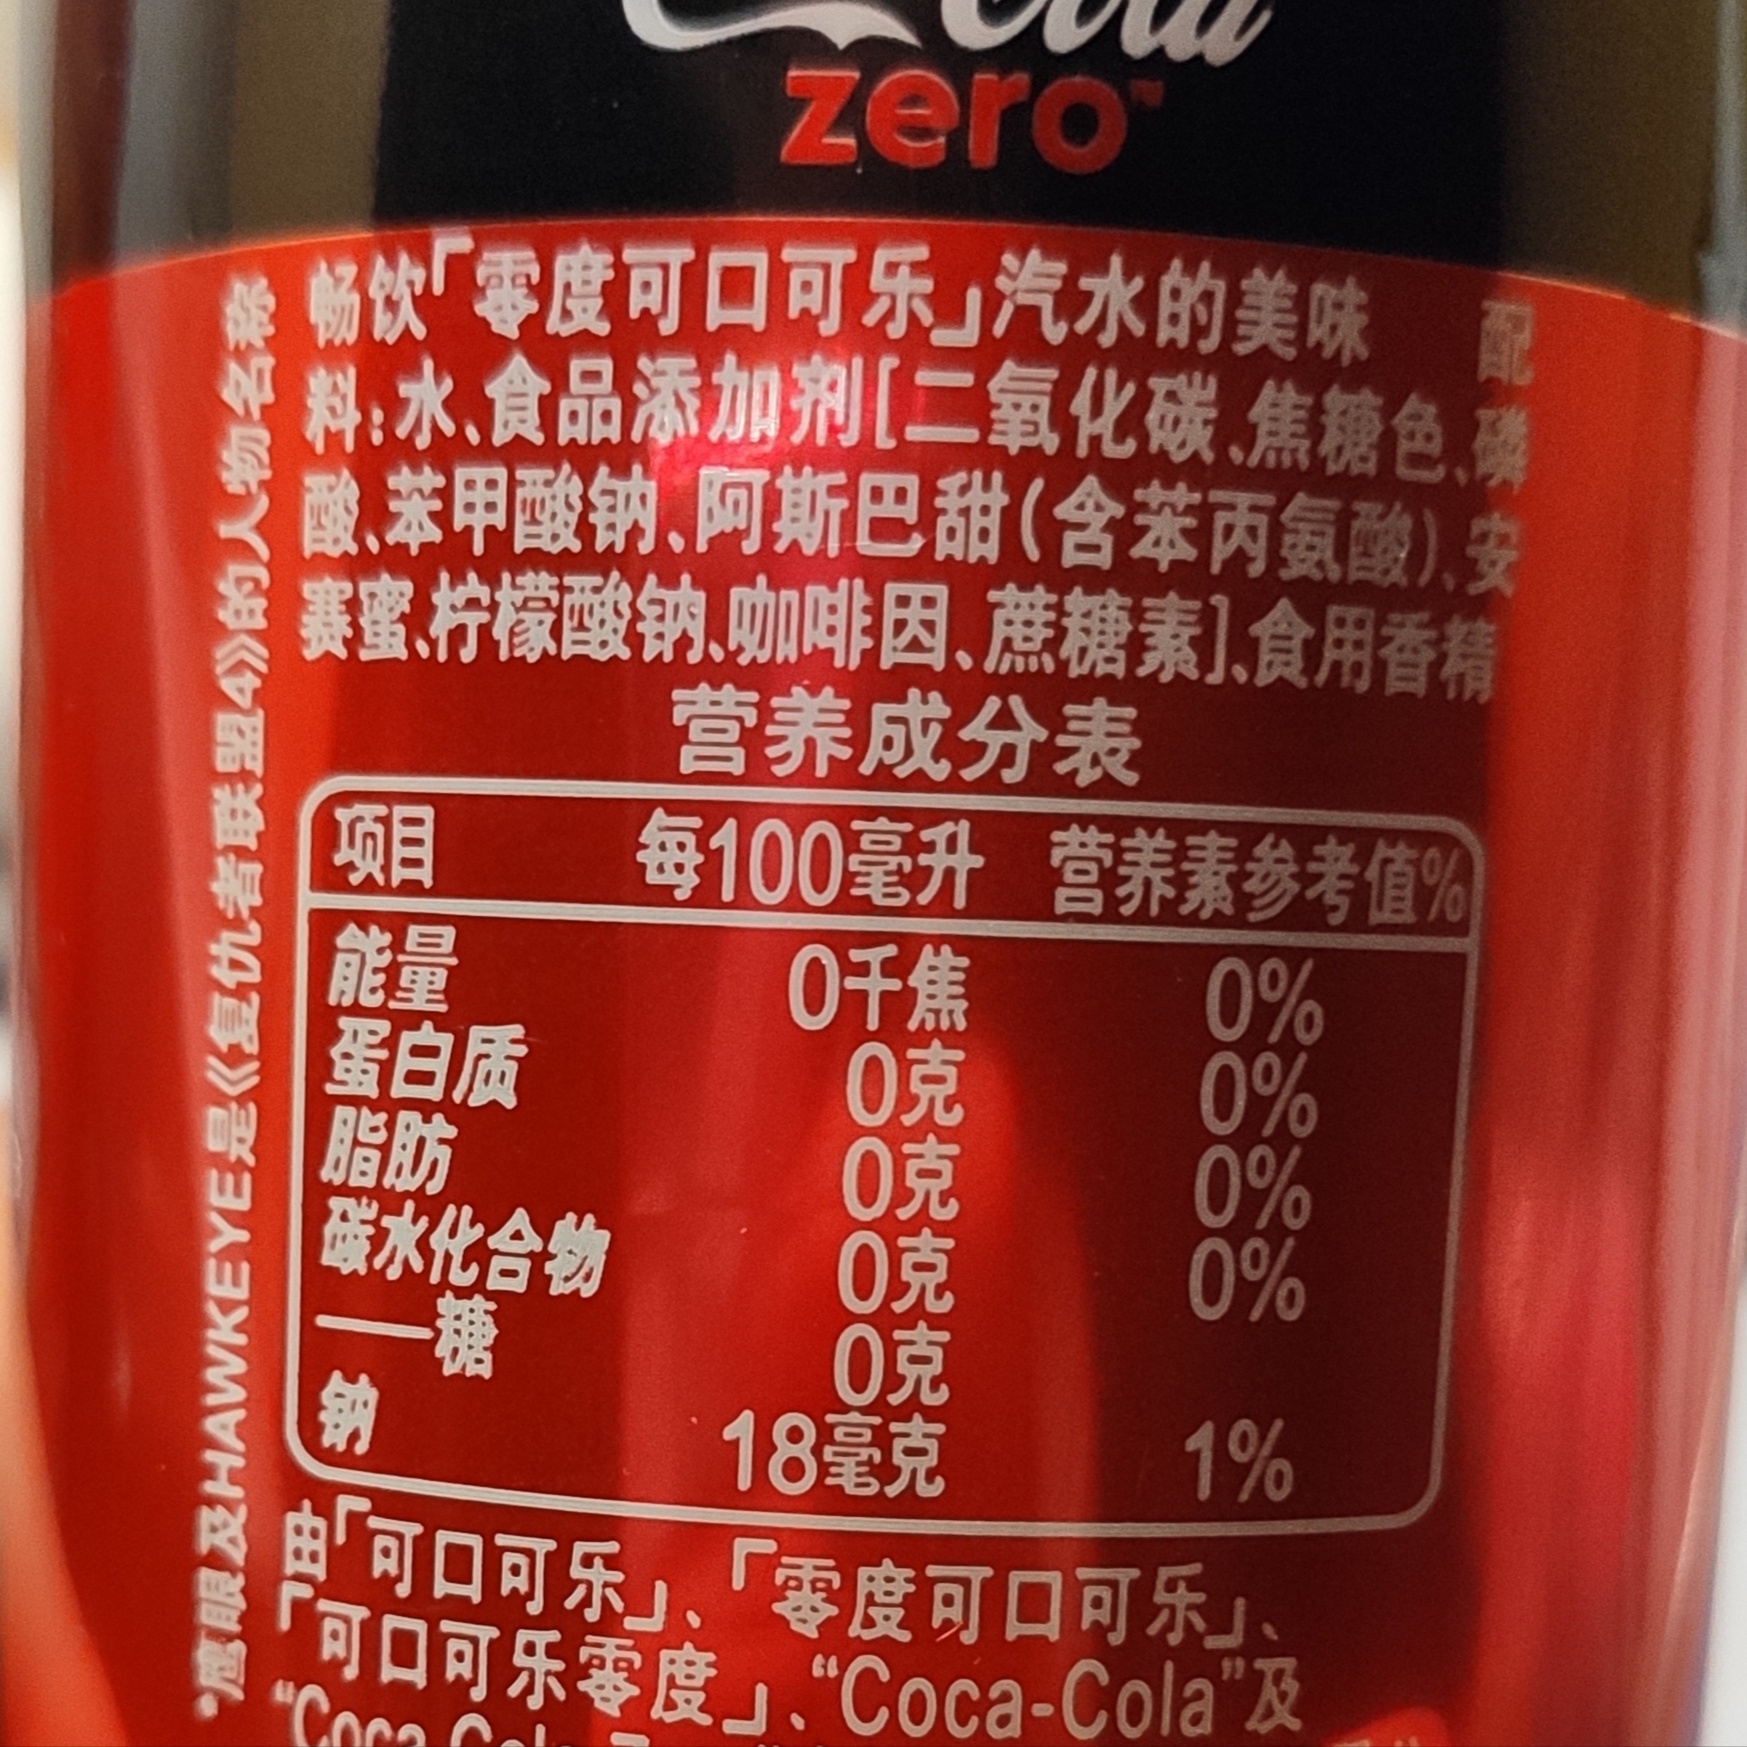 Cola
zero™
畅饮「零度可口可乐」汽水的美味 配
料:水、食品添加剂[二氧化碳、焦糖色、磷
酸、苯甲酸钠、阿斯巴甜(含苯丙氨酸)、安
赛蜜、柠檬酸钠、咖啡因、蔗糖素]、食用香精
营养成分表
项目 每100毫升 营养素参考值%
能量 0千焦 0%
蛋白质 0克 0%
脂肪 0克 0%
碳水化合物 0克 0%
——糖 0克
钠 18毫克 1%
由「可口可乐」、「零度可口可乐」、
「可口可乐零度」、“Coca-Cola”及
“Coca-Cola
*鹰眼及HAWKEYE是《复仇者联盟4》的人物名称